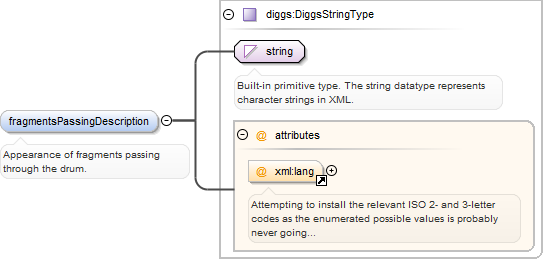 diggs:DiggsStringType
string
Built-in primitive type. The string datatype represents
character strings in XML.
fragmentsPassingDescription
Appearance of fragments passing
through the drum.
@ attributes
@ xml:lang
Attempting to install the relevant ISO 2- and 3-letter
codes as the enumerated possible values is probably
never going...